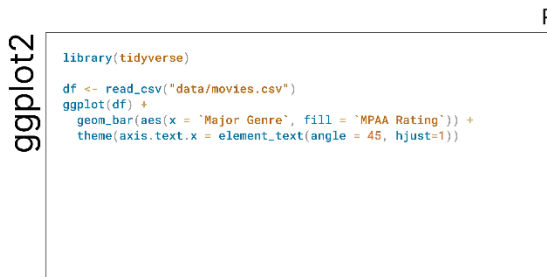 ggplot2
library(tidyverse)
df <- read_csv("data/movies.csv")
ggplot(df) +
  geom_bar(aes(x = `Major Genre`, fill = `MPAA Rating`)) +
  theme(axis.text.x = element_text(angle = 45, hjust=1))